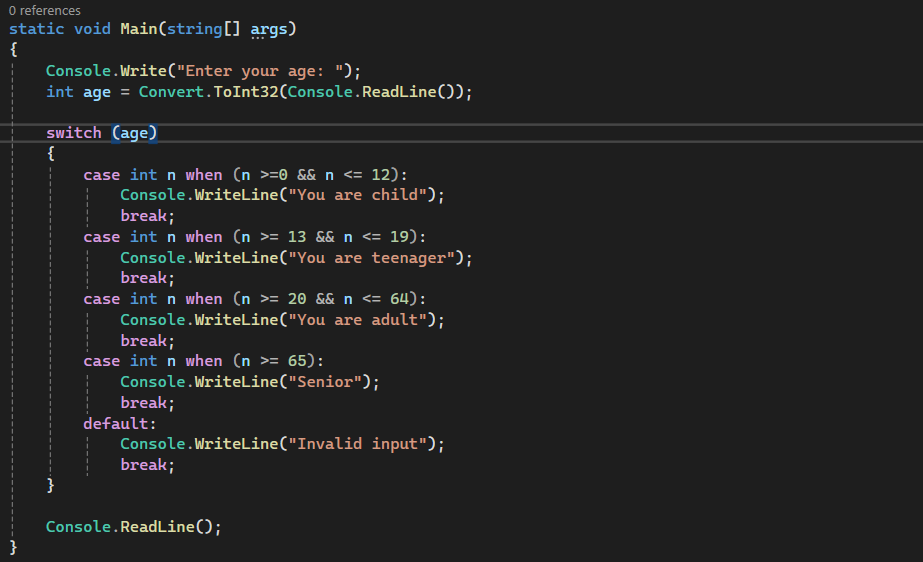 0 references
static void Main(string[] args)
{
    Console.Write("Enter your age: ");
    int age = Convert.ToInt32(Console.ReadLine());

    switch (age)
    {
        case int n when (n >=0 && n <= 12):
            Console.WriteLine("You are child");
            break;
        case int n when (n >= 13 && n <= 19):
            Console.WriteLine("You are teenager");
            break;
        case int n when (n >= 20 && n <= 64):
            Console.WriteLine("You are adult");
            break;
        case int n when (n >= 65):
            Console.WriteLine("Senior");
            break;
        default:
            Console.WriteLine("Invalid input");
            break;
    }

    Console.ReadLine();
}